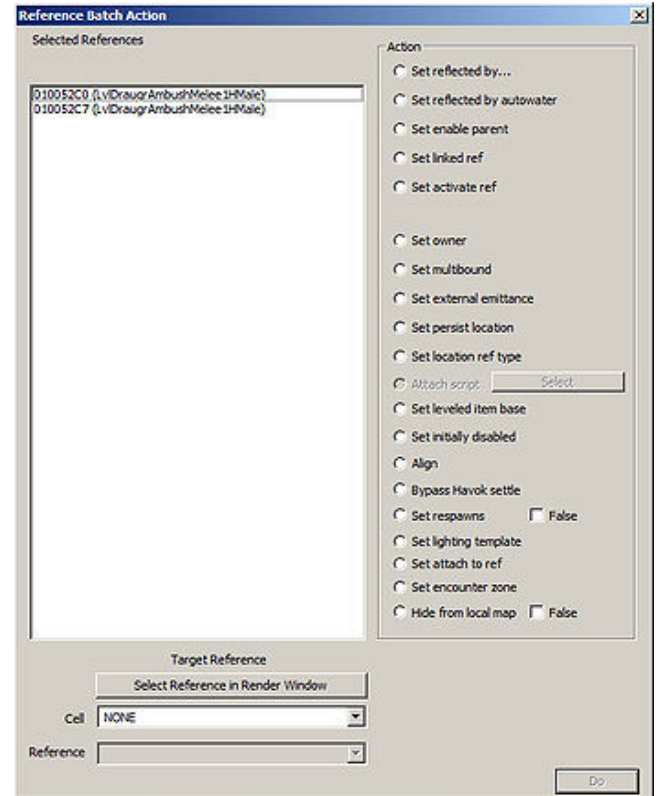 Reference Batch Action
Selected References
010052C0 (LvlDraugrAmbushMelee1HMale)
010052C7 (LvlDraugrAmbushMelee1HMale)
Action
Set reflected by...
Set reflected by autowater
Set enable parent
Set linked ref
Set activate ref
Set owner
Set multibound
Set external emittance
Set persist location
Set location ref type
Attach script Select
Set leveled item base
Set initially disabled
Align
Bypass Havok settle
Set respawns False
Set lighting template
Set attach to ref
Set encounter zone
Hide from local map False
Target Reference
Select Reference in Render Window
Cell NONE
Reference
Do